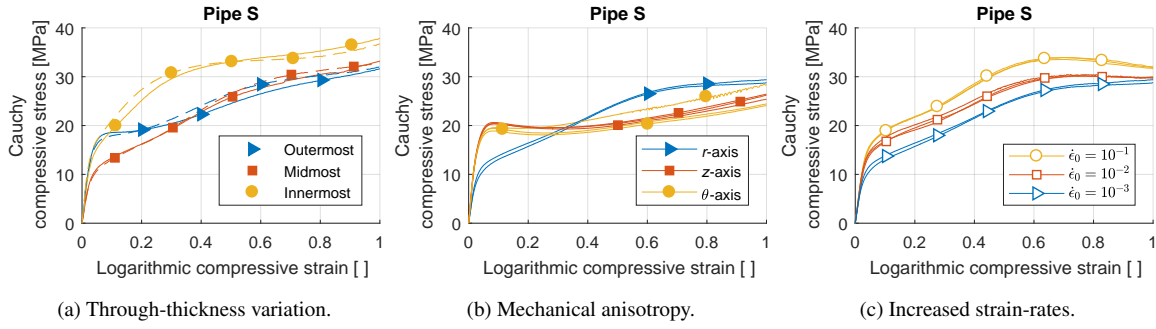 Pipe S
Cauchy
compressive stress [MPa]
40
30
20
10
0
Outermost
Midmost
Innermost
0 0.2 0.4 0.6 0.8 1
Logarithmic compressive strain [ ]
(a) Through-thickness variation.
Pipe S
Cauchy
compressive stress [MPa]
40
30
20
10
0
r-axis
z-axis
θ-axis
0 0.2 0.4 0.6 0.8 1
Logarithmic compressive strain [ ]
(b) Mechanical anisotropy.
Pipe S
Cauchy
compressive stress [MPa]
40
30
20
10
0
ε̇₀ = 10⁻¹
ε̇₀ = 10⁻²
ε̇₀ = 10⁻³
0 0.2 0.4 0.6 0.8 1
Logarithmic compressive strain [ ]
(c) Increased strain-rates.